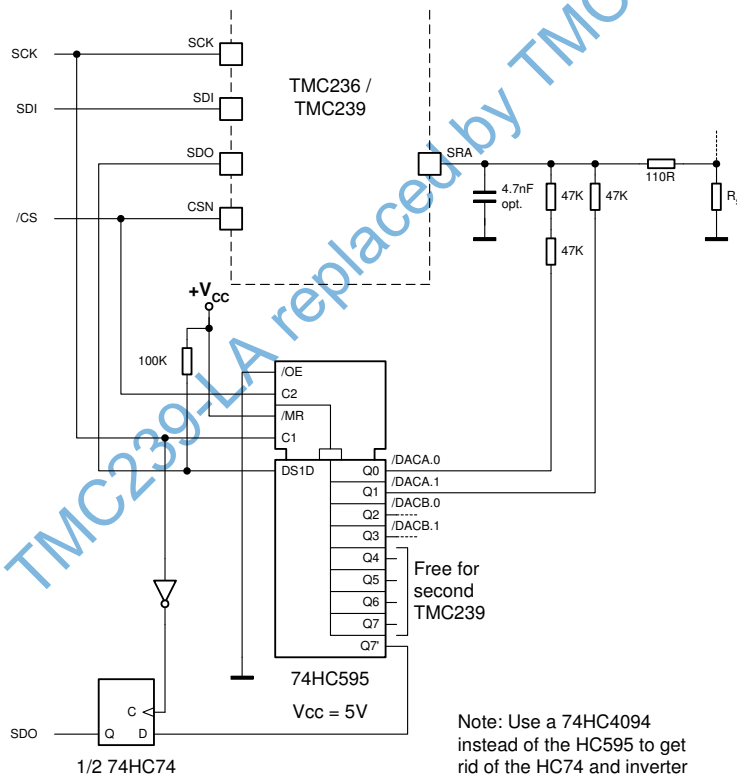 SCK
SCK
TMC236 /
TMC239
SDI
SDI
SDO
SRA
110R
4.7nF
opt.
47K
47K
R
/CS
CSN
47K
+VCC
100K
/OE
C2
/MR
C1
DS1D
Q0
/DACA.0
Q1
/DACA.1
Q2
/DACB.0
Q3
/DACB.1
Q4
Q5
Q6
Q7
Q7'
Free for
second
TMC239
74HC595
Vcc = 5V
C
SDO
Q
D
1/2 74HC74
Note: Use a 74HC4094
instead of the HC595 to get
rid of the HC74 and inverter
TMC239-LA replaced by TMC